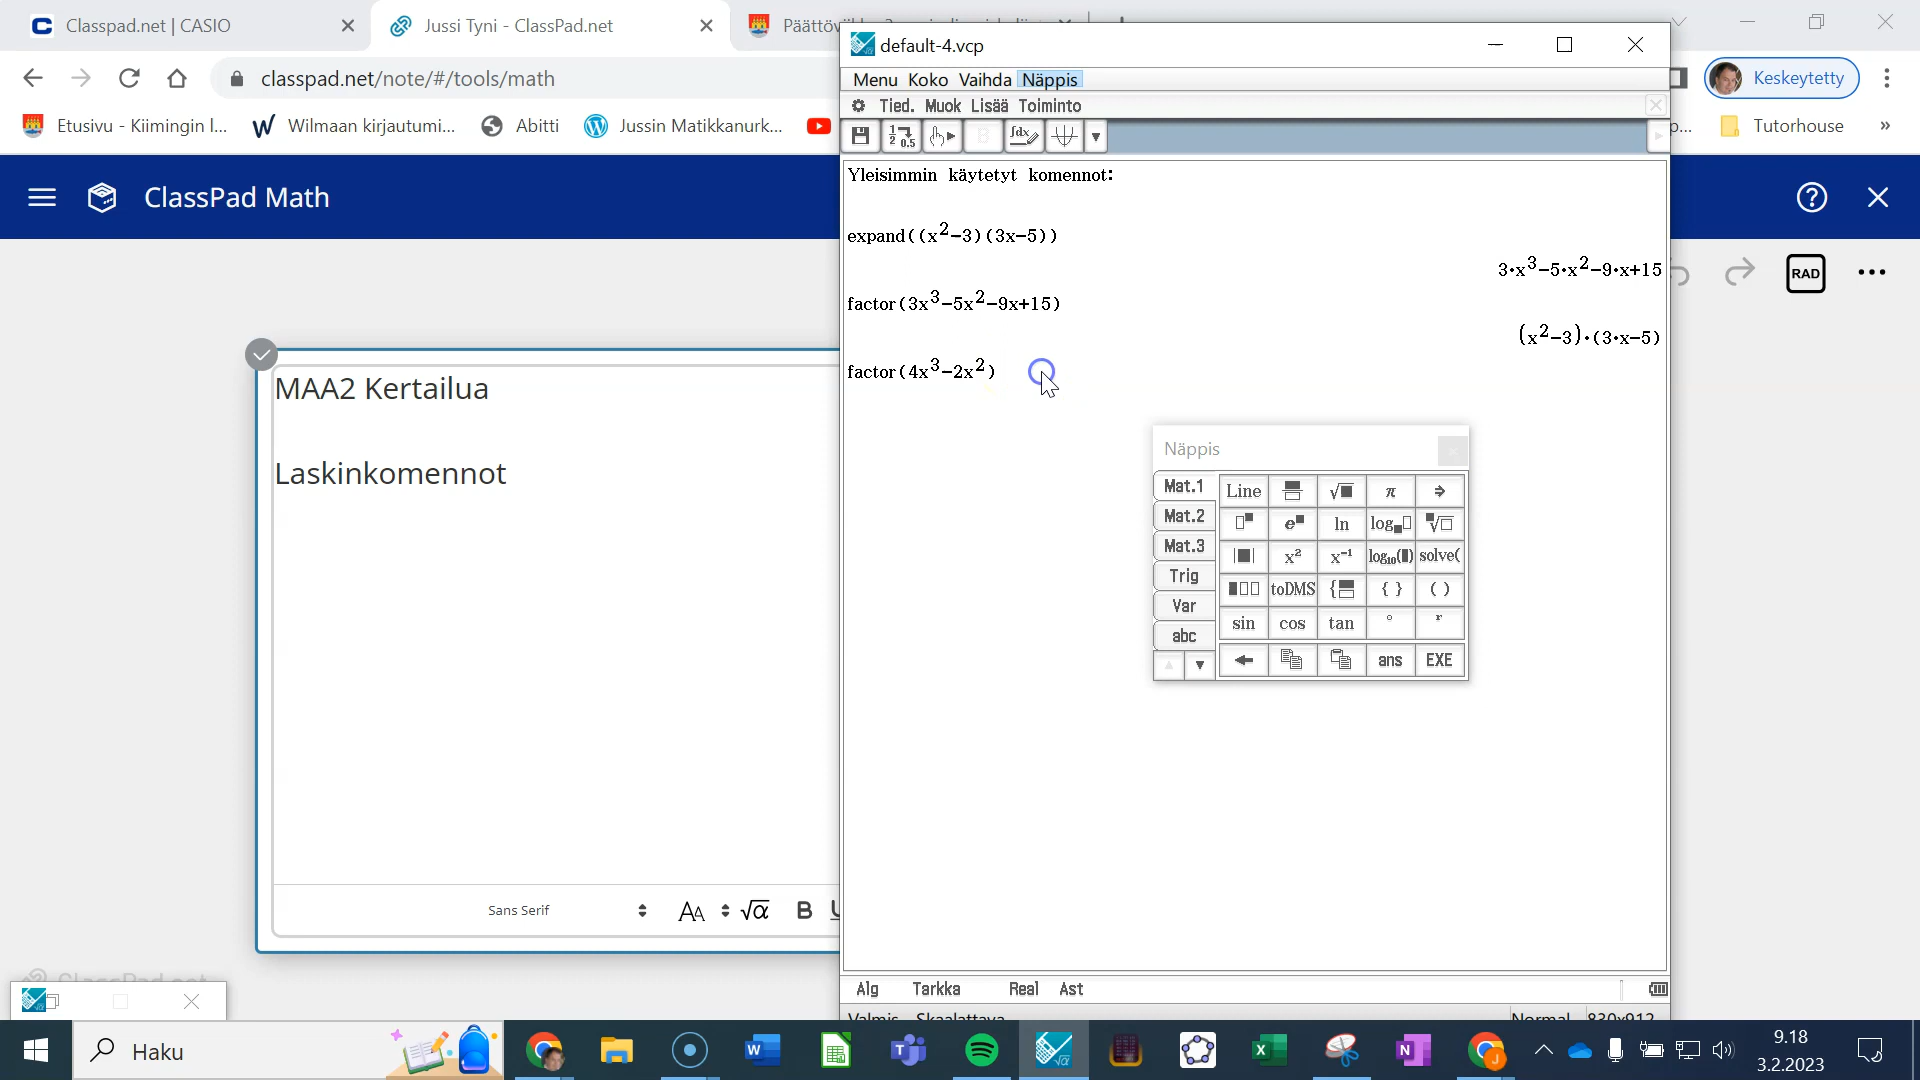 Classpad.net | CASIO
Jussi Tyni - ClassPad.net
default-4.vcp
classpad.net/note/#/tools/math
Menu Koko Vaihda Näppis
Keskeytetty
Tied. Muok Lisää Toiminto
Etusivu - Kiimingin l...
Wilmaan kirjautumi...
Abitti
Jussin Matikkanurk...
Tutorhouse
ClassPad Math
Yleisimmin käytetyt komennot:
expand((x²-3)(3x-5))
3·x³-5·x²-9·x+15
factor(3x³-5x²-9x+15)
(x²-3)·(3·x-5)
factor(4x³-2x²)
RAD
MAA2 Kertailua
Laskinkomennot
Näppis
Mat.1 Line √■ π ⇒
Mat.2 e■ ln log■□ ■√□
Mat.3 |■| x² x⁻¹ log₁₀(■) solve(
Trig toDMS { } ( )
Var sin cos tan ° r
abc
ans EXE
Sans Serif
B U
Alg Tarkka Real Ast
Haku
9.18
3.2.2023